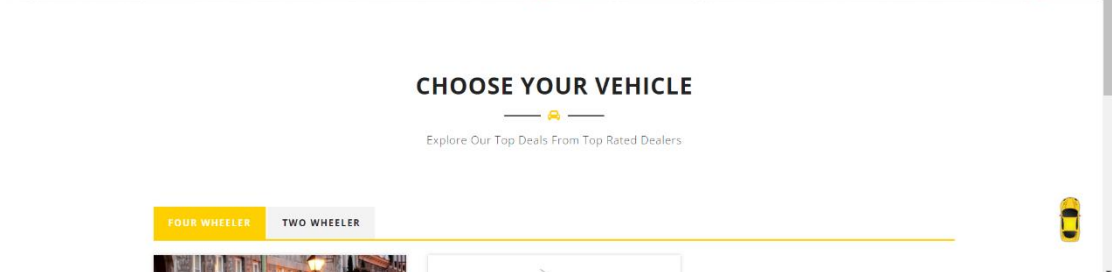 CHOOSE YOUR VEHICLE
Explore Our Top Deals From Top Rated Dealers
FOUR WHEELER
TWO WHEELER